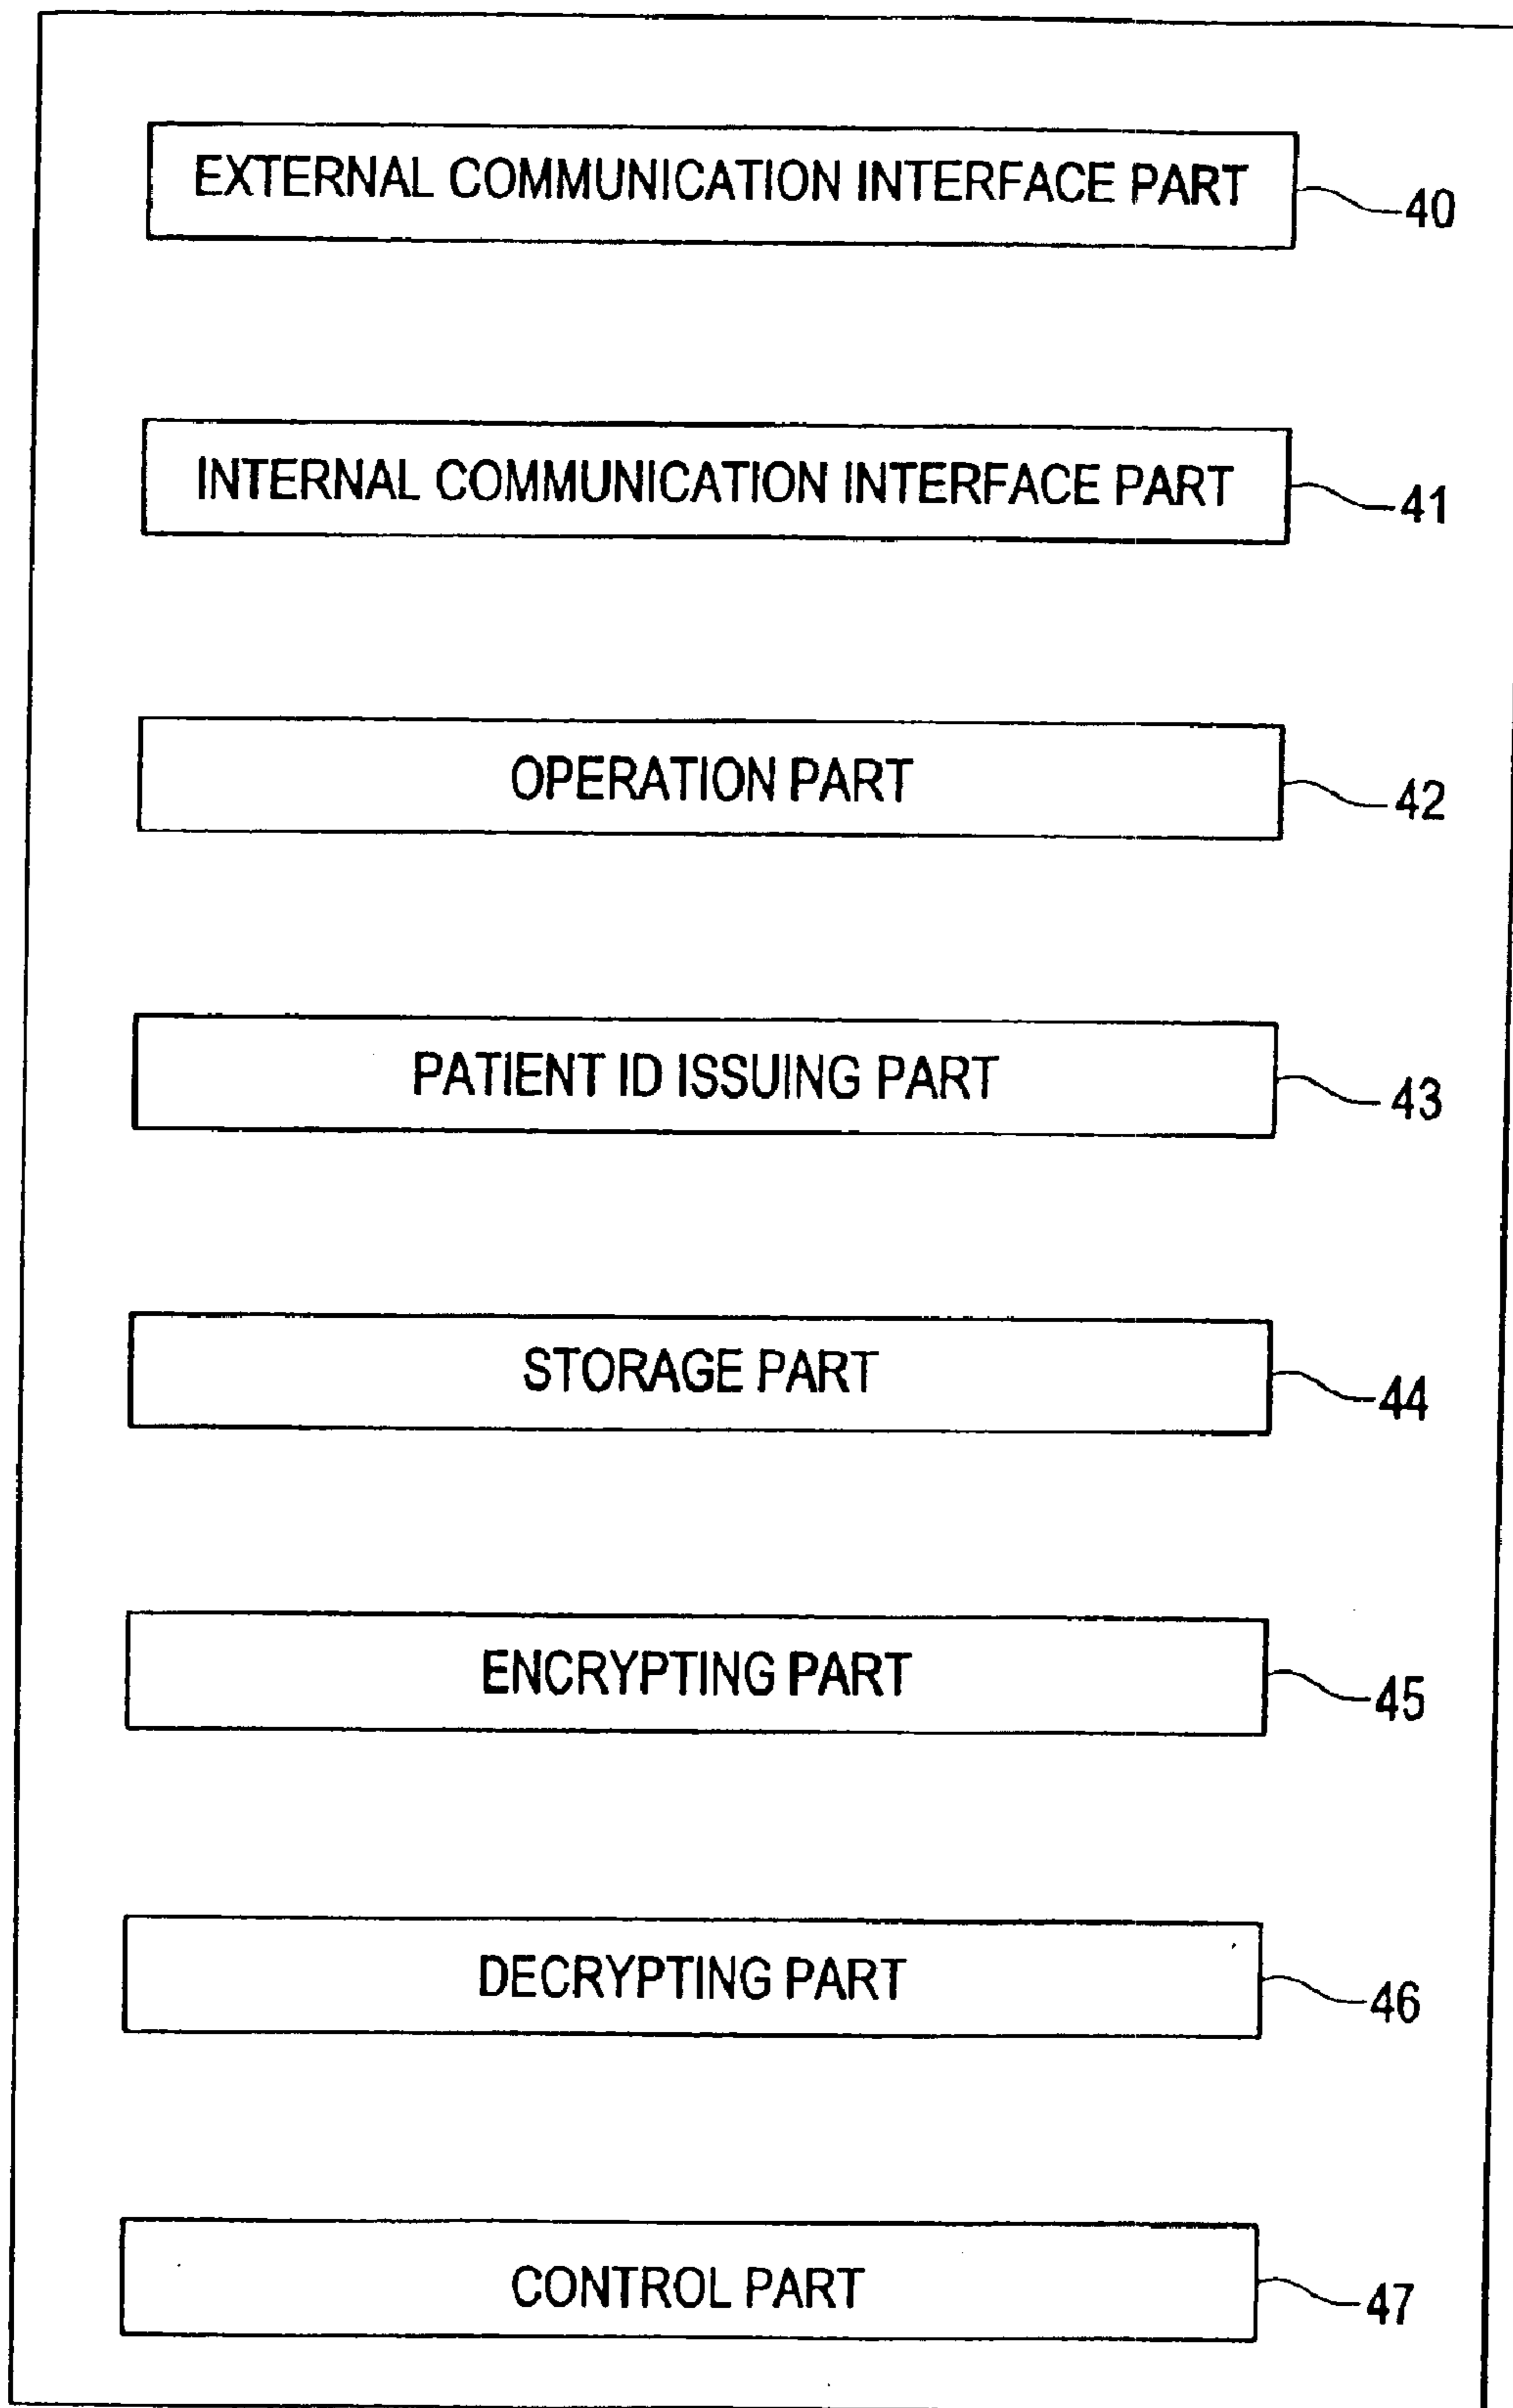 EXTERNAL COMMUNICATION INTERFACE PART 40
INTERNAL COMMUNICATION INTERFACE PART 41
OPERATION PART 42
PATIENT ID ISSUING PART 43
STORAGE PART 44
ENCRYPTING PART 45
DECRYPTING PART 46
CONTROL PART 47